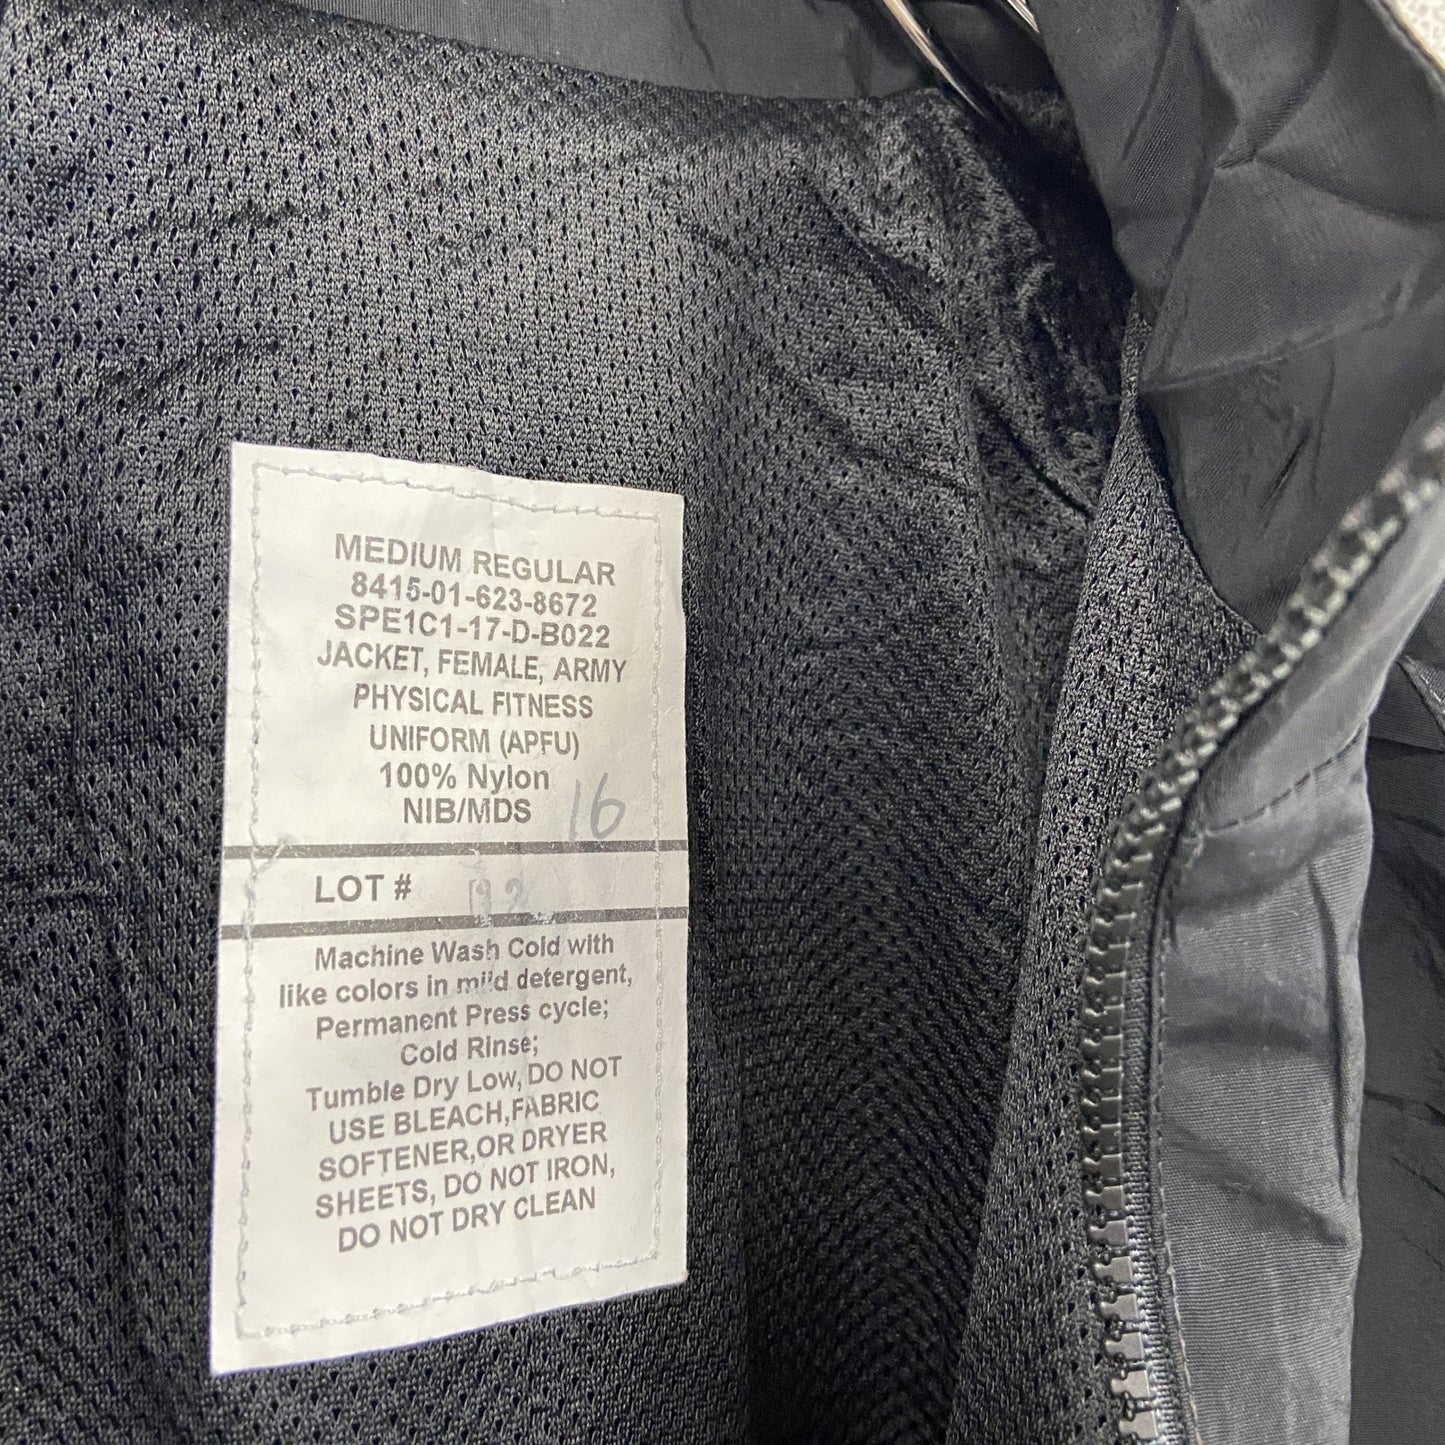 MEDIUM REGULAR
8415-01-623-8672
SPE1C1-17-D-B022
JACKET, FEMALE, ARMY
PHYSICAL FITNESS
UNIFORM (APFU)
100% Nylon
NIB/MDS 16
LOT #
Machine Wash Cold with
like colors in mild detergent,
Permanent Press cycle;
Cold Rinse;
Tumble Dry Low, DO NOT
USE BLEACH,FABRIC
SOFTENER,OR DRYER
SHEETS, DO NOT IRON,
DO NOT DRY CLEAN